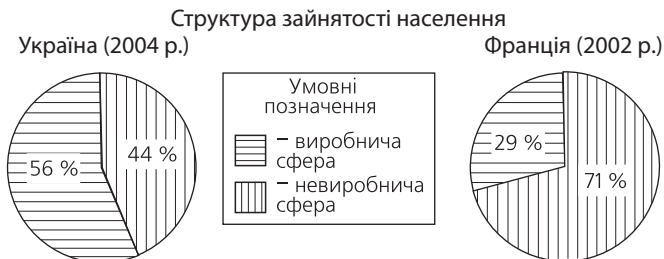 Структура зайнятості населення
Україна (2004 р.)
Франція (2002 р.)
56 %
44 %
Умовні
позначення
– виробнича
сфера
– невиробнича
сфера
29 %
71 %